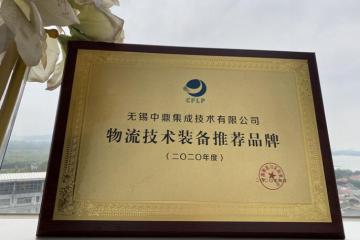 CFLP
无锡中鼎集成技术有限公司
物流技术装备推荐品牌
（二〇二〇年度）